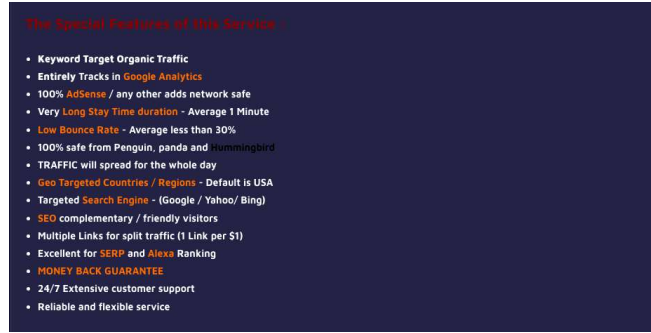 The Special Features of this Service :
• Keyword Target Organic Traffic
• Entirely Tracks in Google Analytics
• 100% AdSense / any other adds network safe
• Very Long Stay Time duration - Average 1 Minute
• Low Bounce Rate - Average less than 30%
• 100% safe from Penguin, panda and Hummingbird
• TRAFFIC will spread for the whole day
• Geo Targeted Countries / Regions - Default is USA
• Targeted Search Engine - (Google / Yahoo/ Bing)
• SEO complementary / friendly visitors
• Multiple Links for split traffic (1 Link per $1)
• Excellent for SERP and Alexa Ranking
• MONEY BACK GUARANTEE
• 24/7 Extensive customer support
• Reliable and flexible service